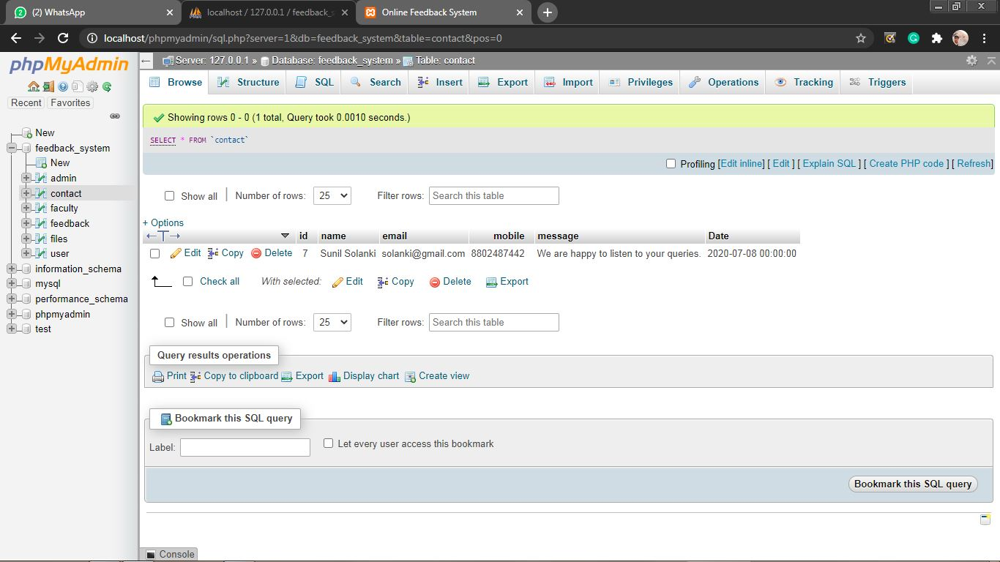 (2) WhatsApp
localhost / 127.0.0.1 / feedback_s
Online Feedback System
localhost/phpmyadmin/sql.php?server=1&db=feedback_system&table=contact&pos=0
phpMyAdmin
Recent Favorites
New
feedback_system
New
admin
contact
faculty
feedback
files
user
information_schema
mysql
performance_schema
phpmyadmin
test
Server: 127.0.0.1 » Database: feedback_system » Table: contact
Browse Structure SQL Search Insert Export Import Privileges Operations Tracking Triggers
Showing rows 0 - 0 (1 total, Query took 0.0010 seconds.)
SELECT * FROM `contact`
Profiling [Edit inline] [ Edit ] [ Explain SQL ] [ Create PHP code ] [ Refresh]
Show all Number of rows: 25 Filter rows: Search this table
+ Options
←T→ id name email mobile message Date
Edit Copy Delete 7 Sunil Solanki solanki@gmail.com 8802487442 We are happy to listen to your queries. 2020-07-08 00:00:00
Check all With selected: Edit Copy Delete Export
Show all Number of rows: 25 Filter rows: Search this table
Query results operations
Print Copy to clipboard Export Display chart Create view
Bookmark this SQL query
Label: Let every user access this bookmark
Bookmark this SQL query
Console